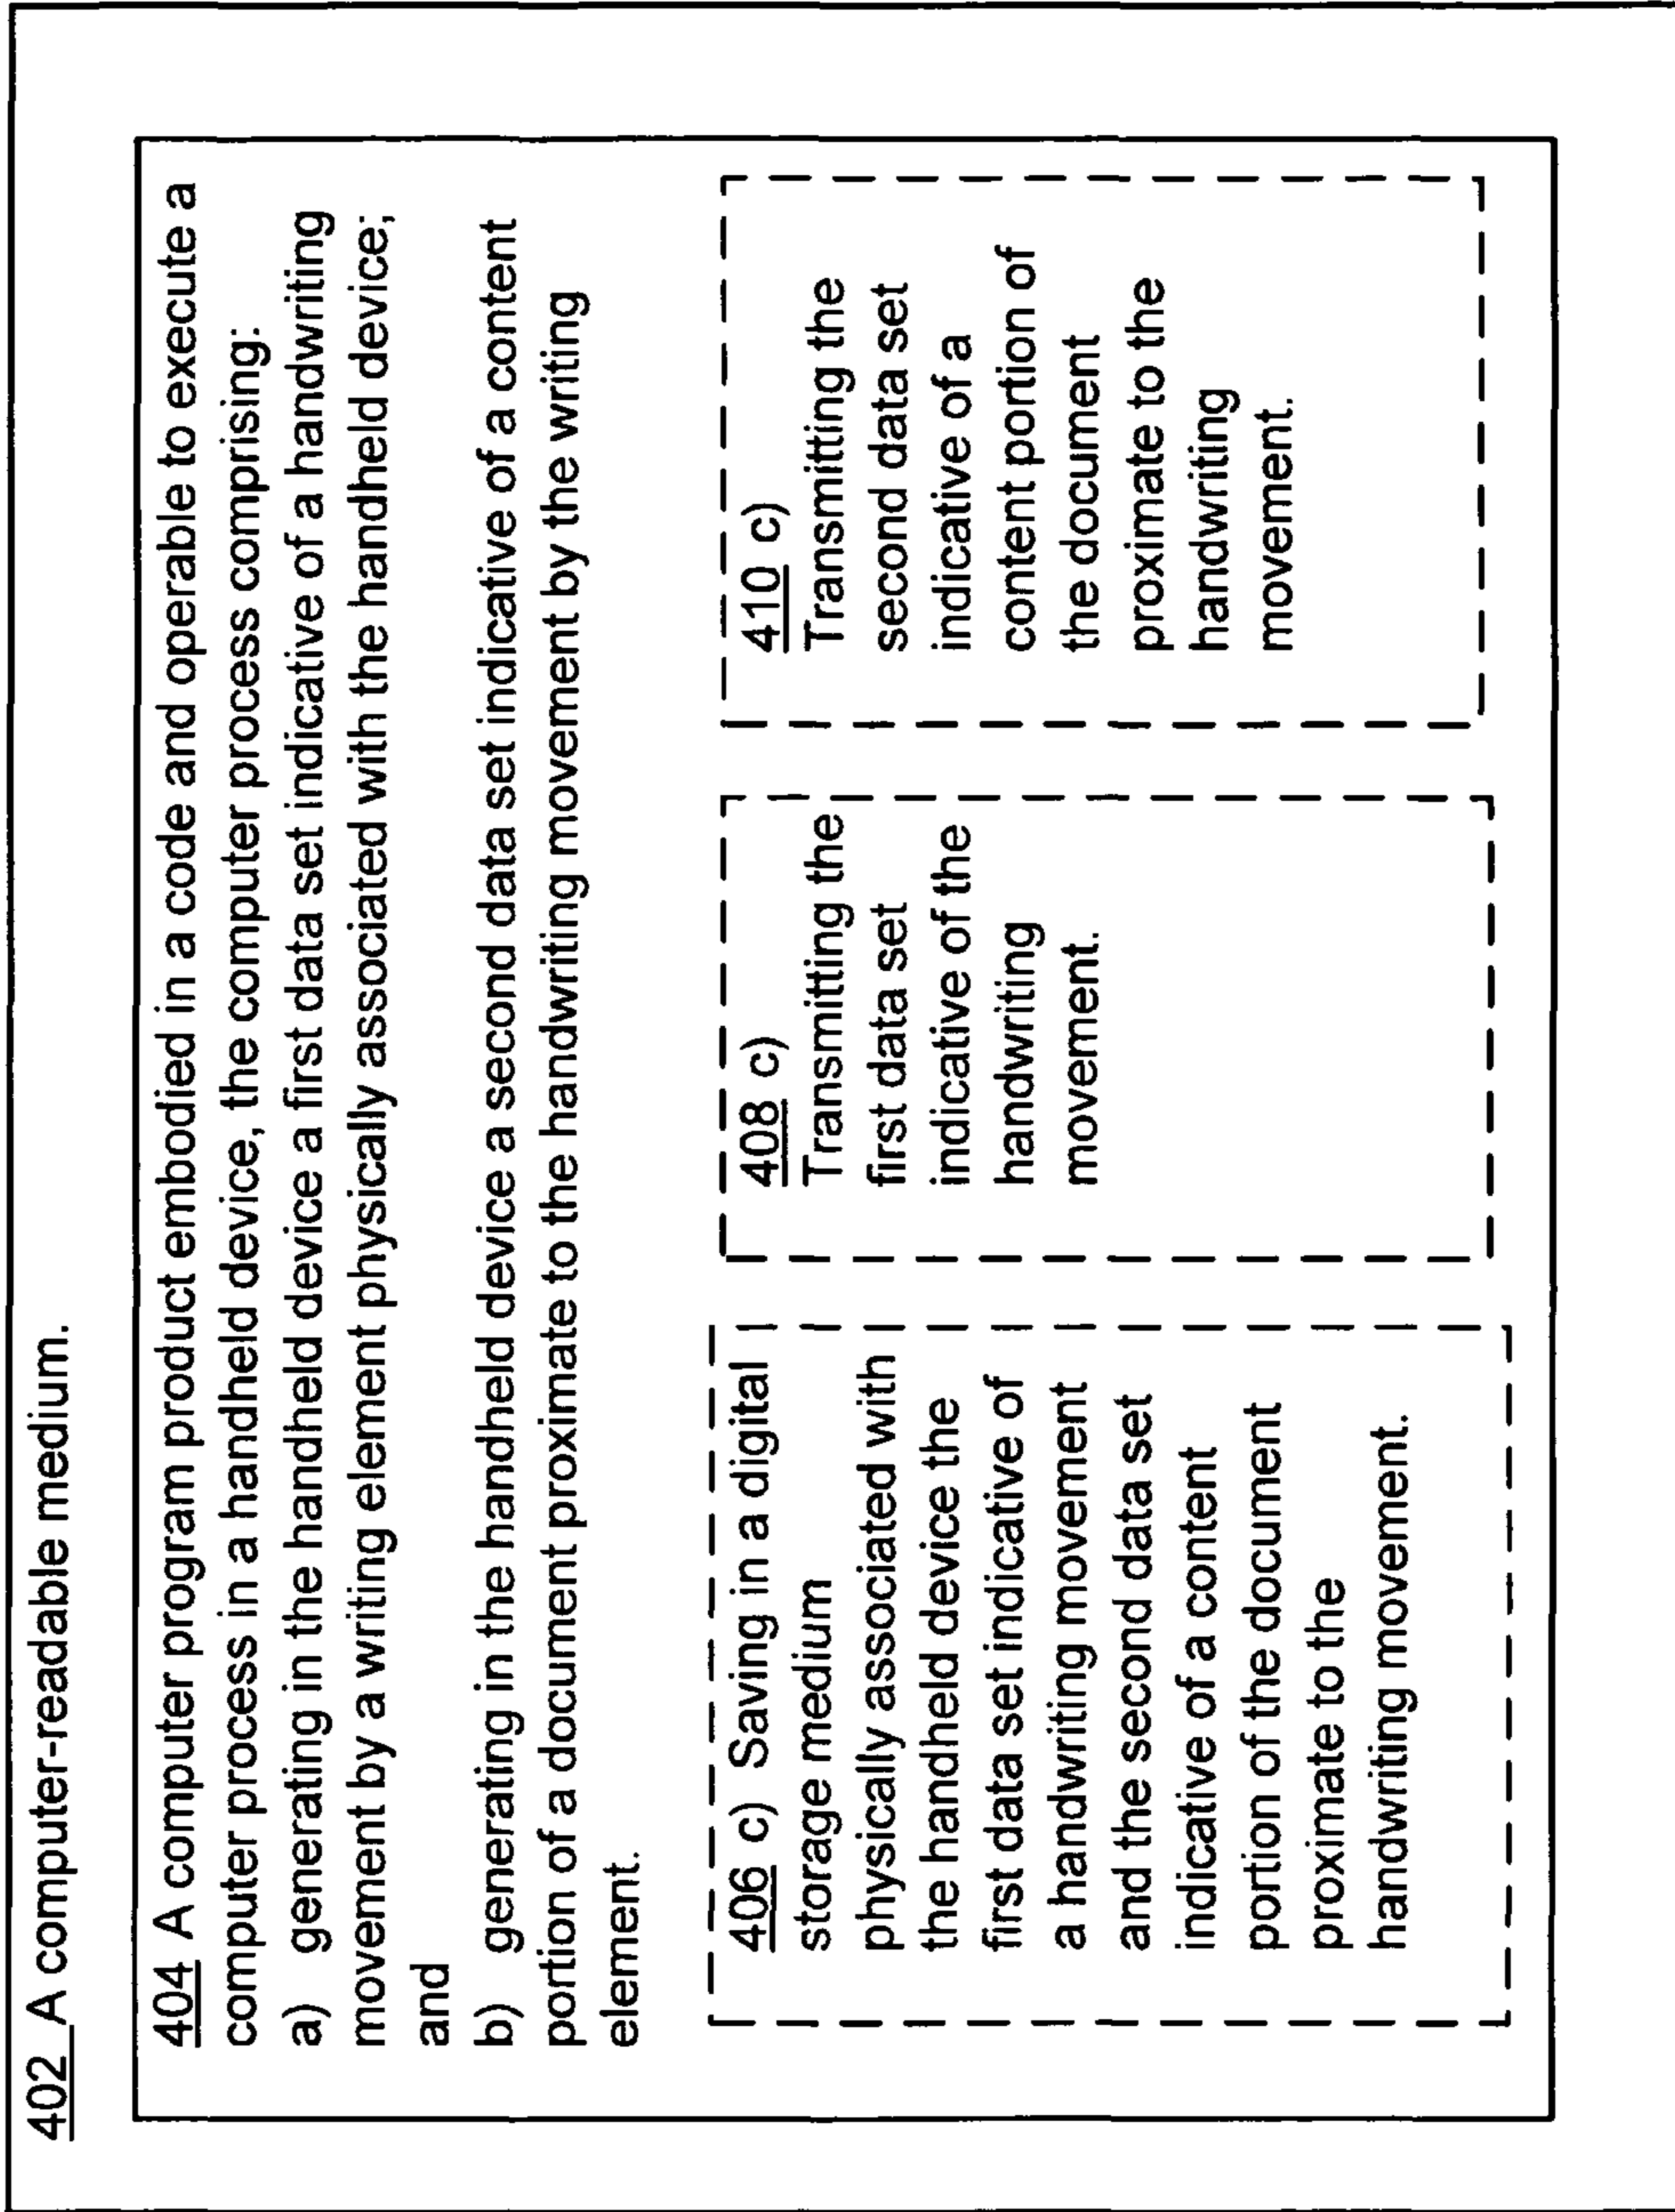 402 A computer-readable medium.
404 A computer program product embodied in a code and operable to execute a
computer process in a handheld device, the computer process comprising:
a) generating in the handheld device a first data set indicative of a handwriting
movement by a writing element physically associated with the handheld device;
and
b) generating in the handheld device a second data set indicative of a content
portion of a document proximate to the handwriting movement by the writing
element.
406 c) Saving in a digital
storage medium
physically associated with
the handheld device the
first data set indicative of
a handwriting movement
and the second data set
indicative of a content
portion of the document
proximate to the
handwriting movement.
408 c)
Transmitting the
first data set
indicative of the
handwriting
movement.
410 c)
Transmitting the
second data set
indicative of a
content portion of
the document
proximate to the
handwriting
movement.